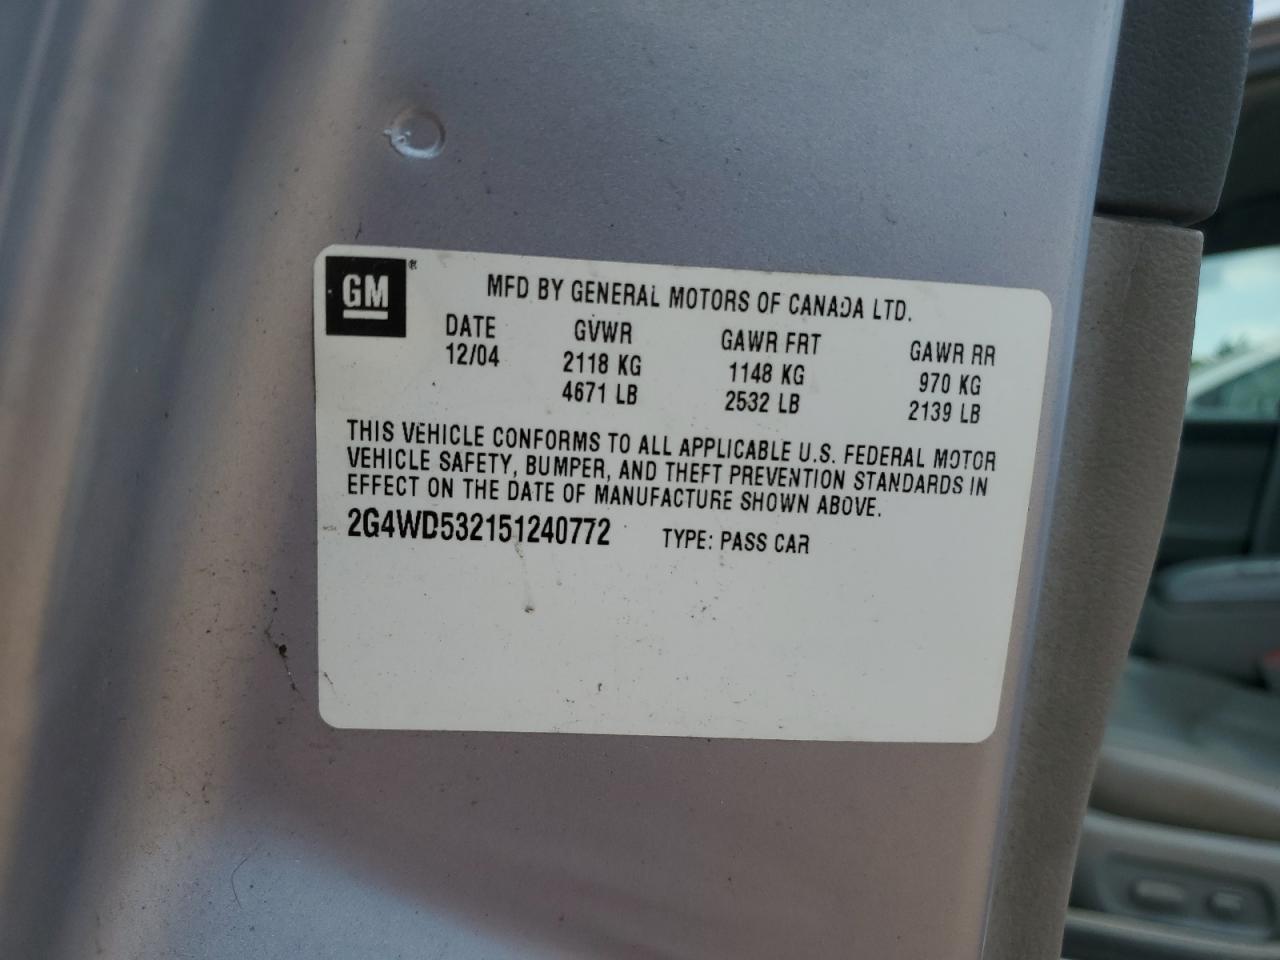 GM®
MFD BY GENERAL MOTORS OF CANADA LTD.
DATE GVWR GAWR FRT GAWR RR
12/04 2118 KG 1148 KG 970 KG
4671 LB 2532 LB 2139 LB
THIS VEHICLE CONFORMS TO ALL APPLICABLE U.S. FEDERAL MOTOR
VEHICLE SAFETY, BUMPER, AND THEFT PREVENTION STANDARDS IN
EFFECT ON THE DATE OF MANUFACTURE SHOWN ABOVE.
2G4WD532151240772 TYPE: PASS CAR